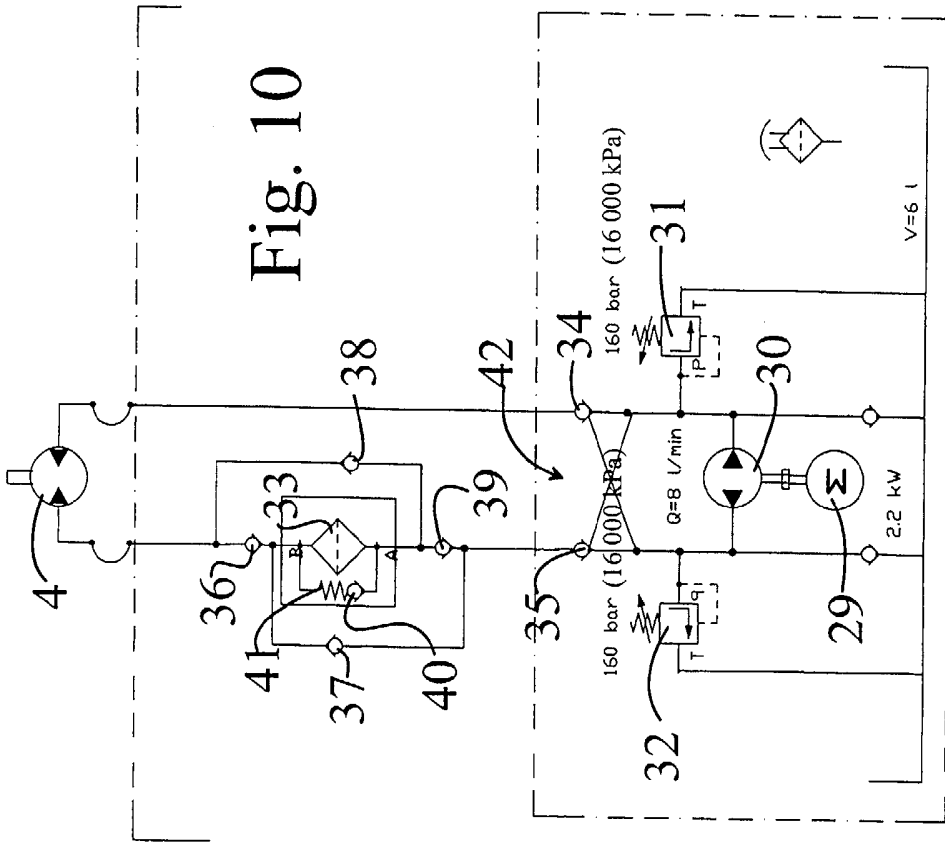 4
Fig. 10
38
33
36
B
A
41
39
37
40
42
34
35
160 bar (16 000 kPa)
31
T
P
160 bar (16 000 kPa)
Q=8 l/min
30
32
T
q
29
Σ
2.2 kW
V=6 l